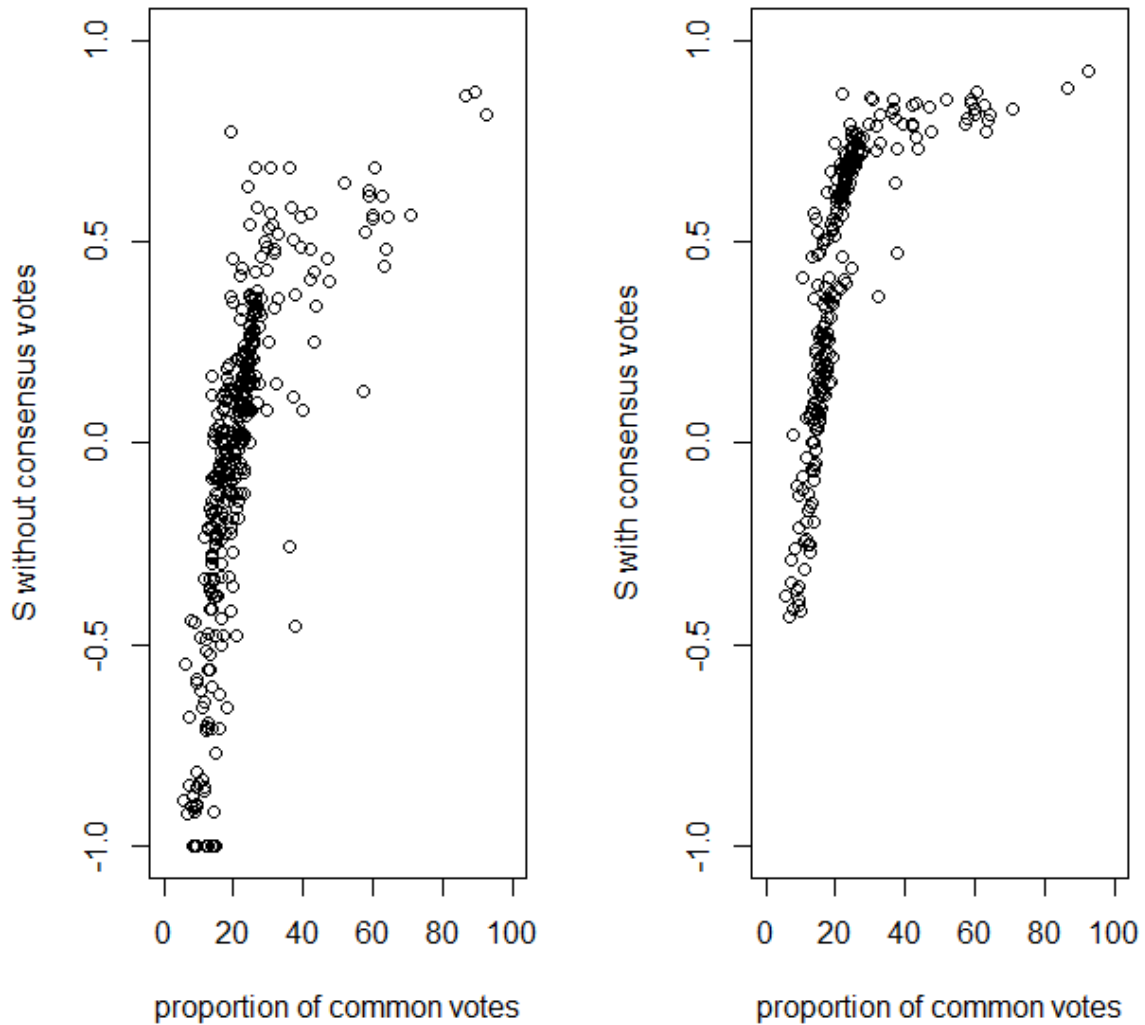 S without consensus votes
1.0
0.5
0.0
-0.5
-1.0
0 20 40 60 80 100
proportion of common votes
S with consensus votes
1.0
0.5
0.0
-0.5
-1.0
0 20 40 60 80 100
proportion of common votes